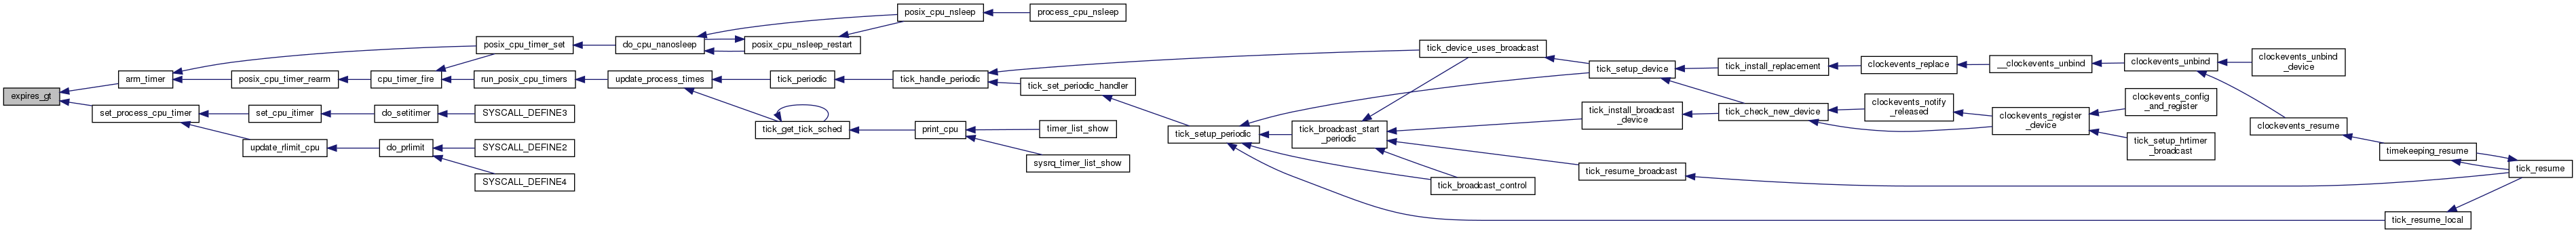 expires_gt
arm_timer
set_process_cpu_timer
posix_cpu_timer_rearm
set_cpu_itimer
update_rlimit_cpu
cpu_timer_fire
do_setitimer
do_prlimit
posix_cpu_timer_set
run_posix_cpu_timers
SYSCALL_DEFINE3
SYSCALL_DEFINE2
SYSCALL_DEFINE4
do_cpu_nanosleep
update_process_times
posix_cpu_nsleep_restart
tick_periodic
tick_get_tick_sched
posix_cpu_nsleep
tick_handle_periodic
print_cpu
process_cpu_nsleep
tick_set_periodic_handler
timer_list_show
sysrq_timer_list_show
tick_setup_periodic
tick_broadcast_start
_periodic
tick_device_uses_broadcast
tick_broadcast_control
tick_setup_device
tick_install_broadcast
_device
tick_resume_broadcast
tick_install_replacement
tick_check_new_device
clockevents_replace
clockevents_notify
_released
__clockevents_unbind
clockevents_register
_device
clockevents_unbind
clockevents_config
_and_register
tick_setup_hrtimer
_broadcast
clockevents_unbind
_device
clockevents_resume
timekeeping_resume
tick_resume_local
tick_resume